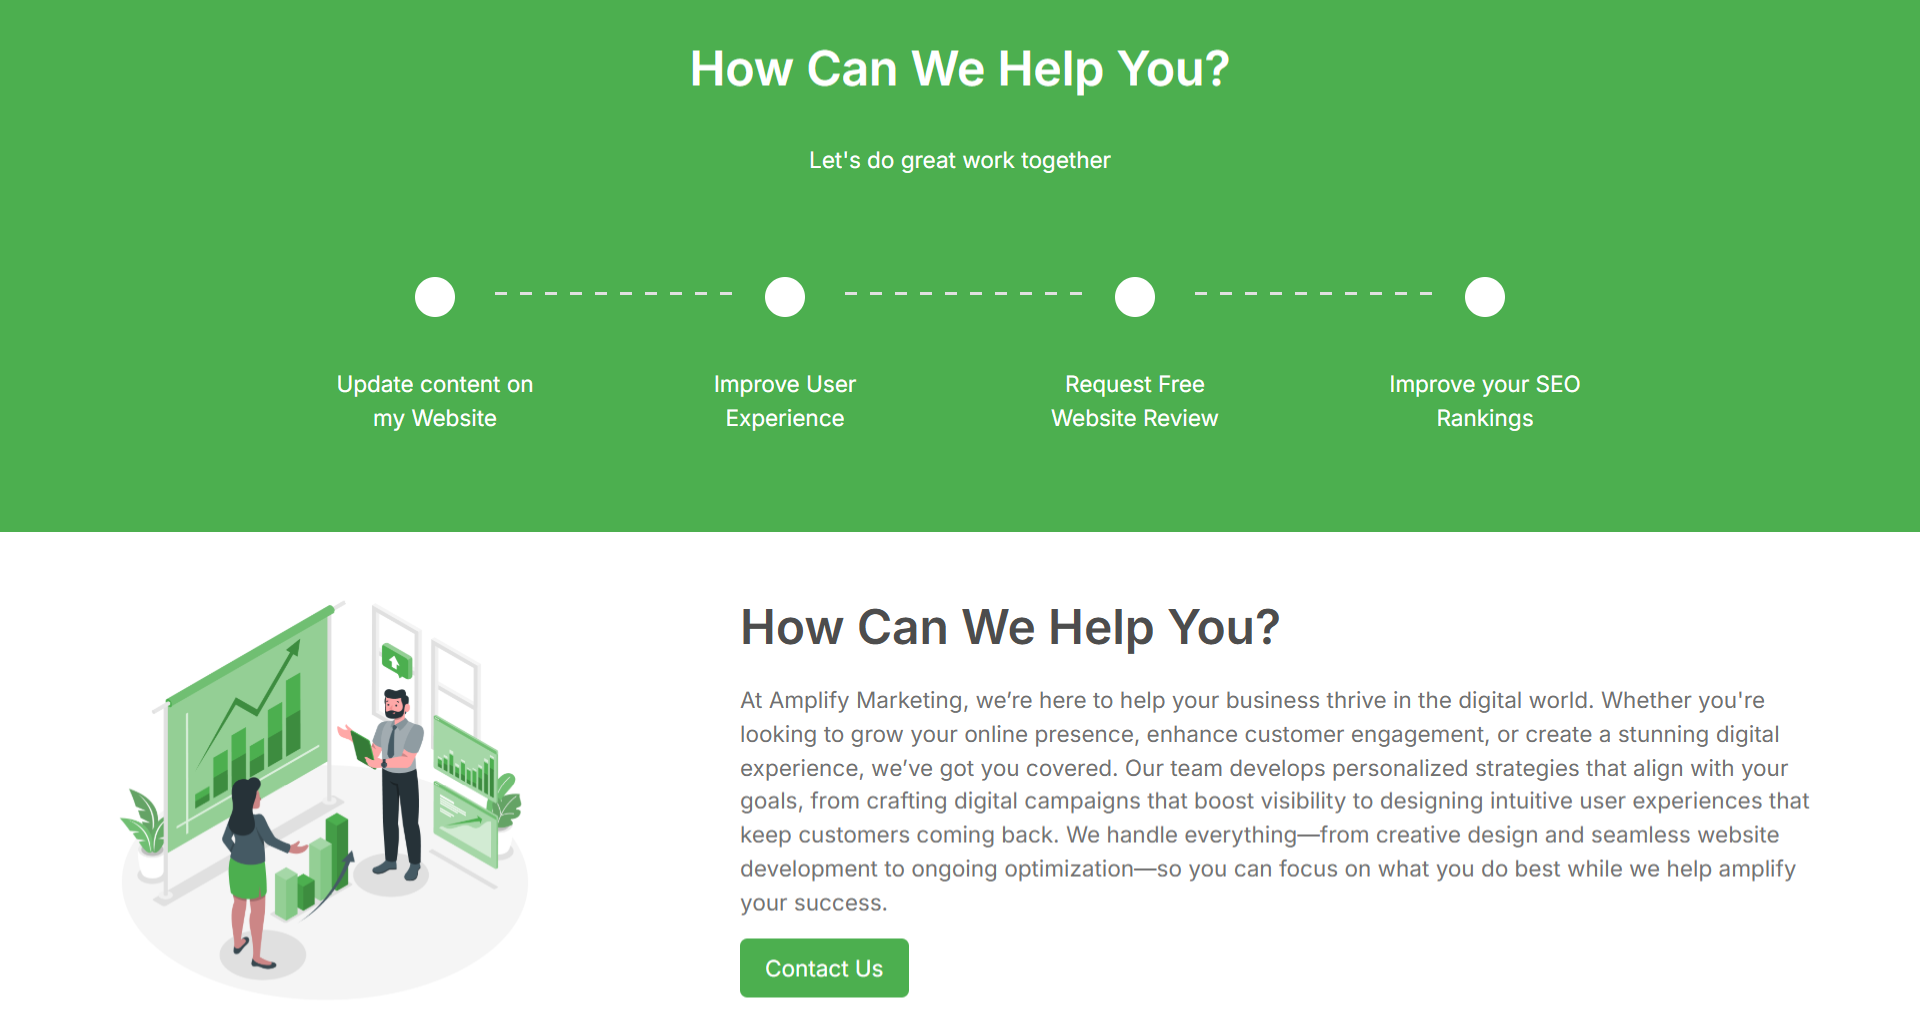 How Can We Help You?
Let's do great work together
Update content on
my Website
Improve User
Experience
Request Free
Website Review
Improve your SEO
Rankings
How Can We Help You?
At Amplify Marketing, we’re here to help your business thrive in the digital world. Whether you're
looking to grow your online presence, enhance customer engagement, or create a stunning digital
experience, we’ve got you covered. Our team develops personalized strategies that align with your
goals, from crafting digital campaigns that boost visibility to designing intuitive user experiences that
keep customers coming back. We handle everything—from creative design and seamless website
development to ongoing optimization—so you can focus on what you do best while we help amplify
your success.
Contact Us